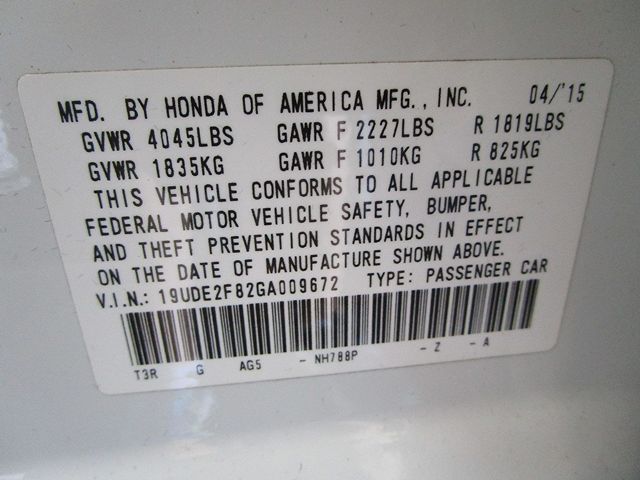 MFD. BY HONDA OF AMERICA MFG., INC. 04/'15
GVWR 4045LBS GAWR F 2227LBS R 1819LBS
GVWR 1835KG GAWR F 1010KG R 825KG
THIS VEHICLE CONFORMS TO ALL APPLICABLE
FEDERAL MOTOR VEHICLE SAFETY, BUMPER,
AND THEFT PREVENTION STANDARDS IN EFFECT
ON THE DATE OF MANUFACTURE SHOWN ABOVE.
V.I.N.: 19UDE2F82GA009672 TYPE: PASSENGER CAR
T3R G AG5 - NH788P - Z - A